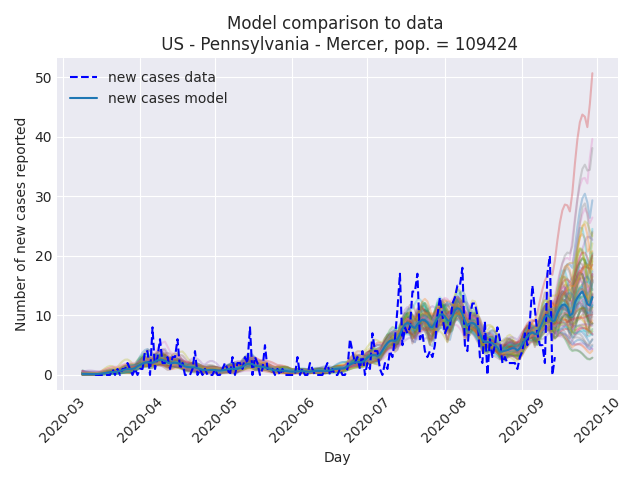 Model comparison to data
US - Pennsylvania - Mercer, pop. = 109424
new cases data
new cases model
Number of new cases reported
50
40
30
20
10
0
2020-03
2020-04
2020-05
2020-06
2020-07
2020-08
2020-09
2020-10
Day